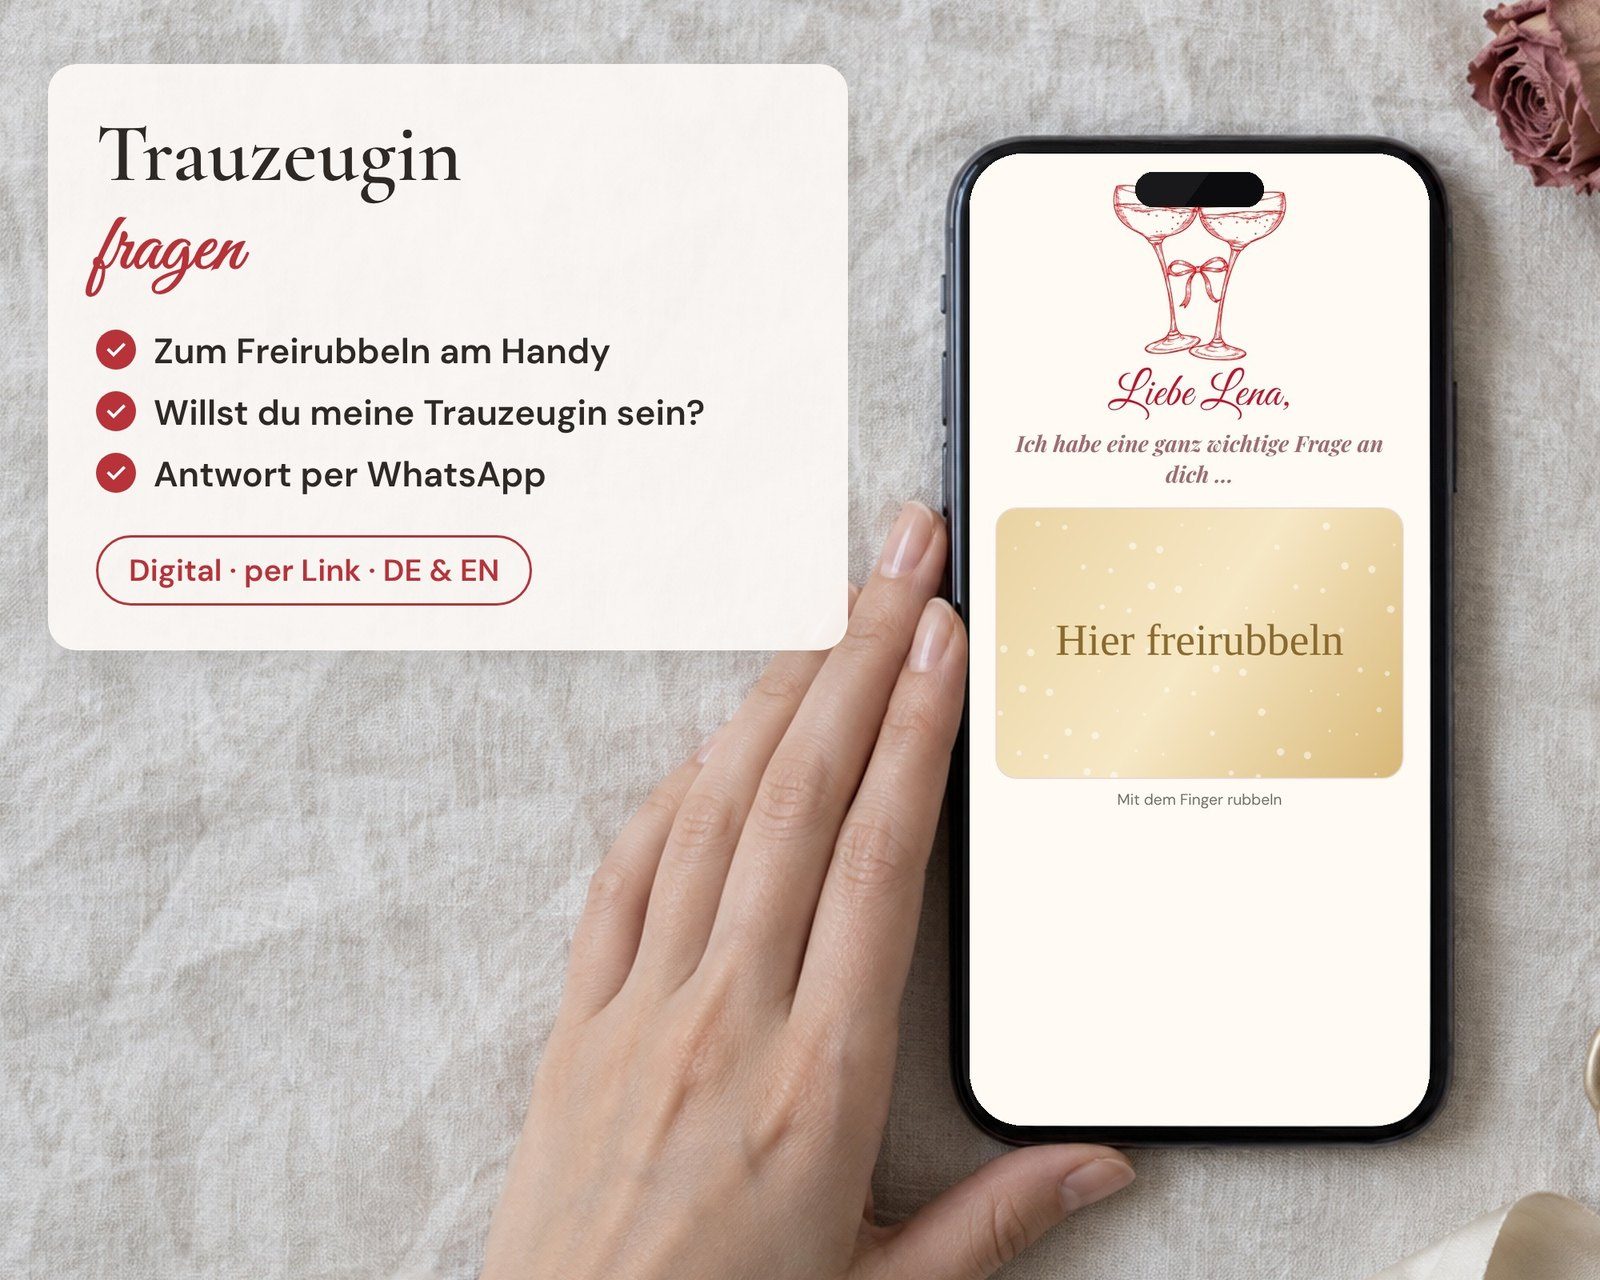 Trauzeugin
fragen
Zum Freirubbeln am Handy
Willst du meine Trauzeugin sein?
Antwort per WhatsApp
Digital · per Link · DE & EN
Liebe Lena,
Ich habe eine ganz wichtige Frage an
dich ...
Hier freirubbeln
Mit dem Finger rubbeln